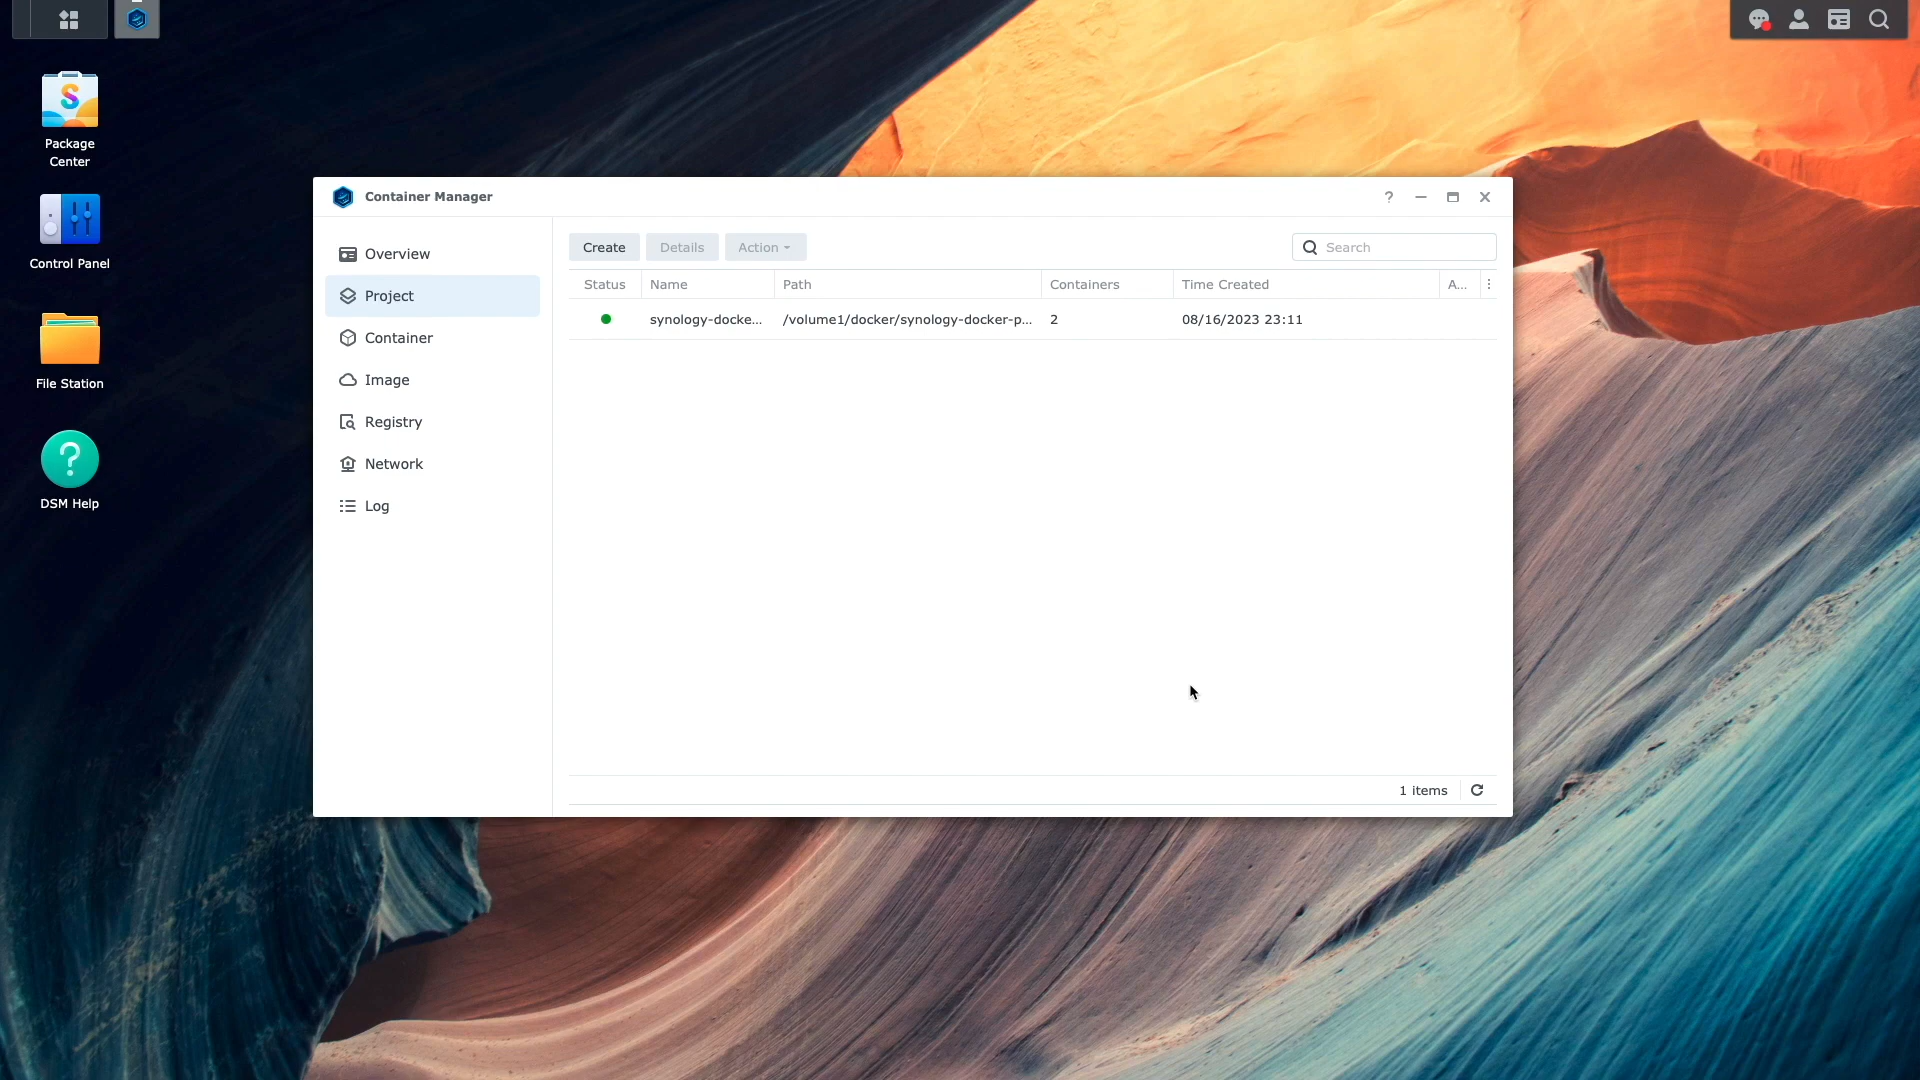 Package
Center
Control Panel
File Station
DSM Help
Container Manager
Overview
Project
Container
Image
Registry
Network
Log
Create
Details
Action
Search
Status
Name
Path
Containers
Time Created
A...
synology-docke...
/volume1/docker/synology-docker-p...
2
08/16/2023 23:11
1 items